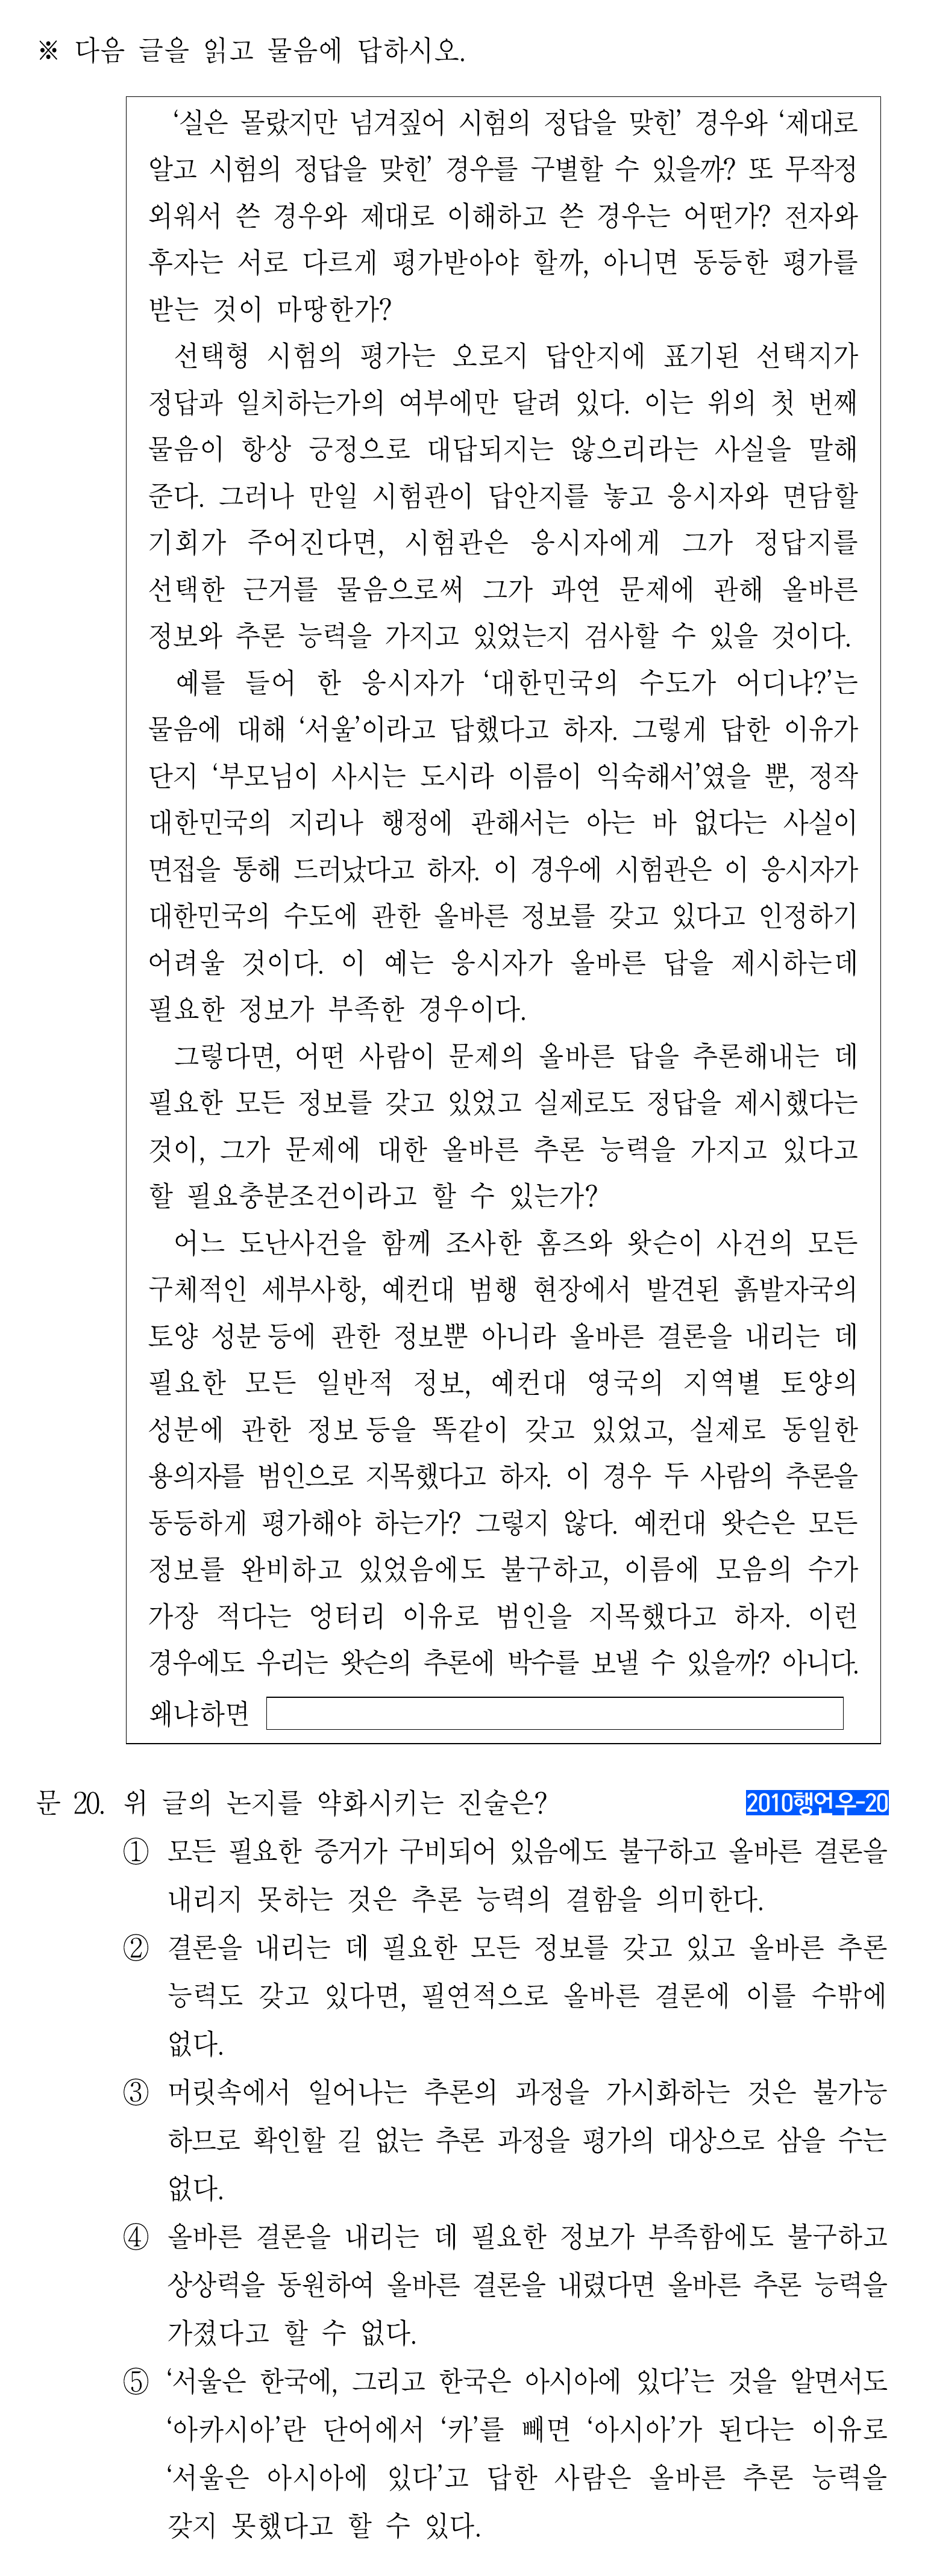 ※ 다음 글을 읽고 물음에 답하시오.
‘실은 몰랐지만 넘겨짚어 시험의 정답을 맞힌’ 경우와 ‘제대로
알고 시험의 정답을 맞힌’ 경우를 구별할 수 있을까? 또 무작정
외워서 쓴 경우와 제대로 이해하고 쓴 경우는 어떤가? 전자와
후자는 서로 다르게 평가받아야 할까, 아니면 동등한 평가를
받는 것이 마땅한가?
선택형 시험의 평가는 오로지 답안지에 표기된 선택지가
정답과 일치하는가의 여부에만 달려 있다. 이는 위의 첫 번째
물음이 항상 긍정으로 대답되지는 않으리라는 사실을 말해
준다. 그러나 만일 시험관이 답안지를 놓고 응시자와 면담할
기회가 주어진다면, 시험관은 응시자에게 그가 정답지를
선택한 근거를 물음으로써 그가 과연 문제에 관해 올바른
정보와 추론 능력을 가지고 있었는지 검사할 수 있을 것이다.
예를 들어 한 응시자가 ‘대한민국의 수도가 어디냐?’는
물음에 대해 ‘서울’이라고 답했다고 하자. 그렇게 답한 이유가
단지 ‘부모님이 사시는 도시라 이름이 익숙해서’였을 뿐, 정작
대한민국의 지리나 행정에 관해서는 아는 바 없다는 사실이
면접을 통해 드러났다고 하자. 이 경우에 시험관은 이 응시자가
대한민국의 수도에 관한 올바른 정보를 갖고 있다고 인정하기
어려울 것이다. 이 예는 응시자가 올바른 답을 제시하는데
필요한 정보가 부족한 경우이다.
그렇다면, 어떤 사람이 문제의 올바른 답을 추론해내는 데
필요한 모든 정보를 갖고 있었고 실제로도 정답을 제시했다는
것이, 그가 문제에 대한 올바른 추론 능력을 가지고 있다고
할 필요충분조건이라고 할 수 있는가?
어느 도난사건을 함께 조사한 홈즈와 왓슨이 사건의 모든
구체적인 세부사항, 예컨대 범행 현장에서 발견된 흙발자국의
토양 성분 등에 관한 정보뿐 아니라 올바른 결론을 내리는 데
필요한 모든 일반적 정보, 예컨대 영국의 지역별 토양의
성분에 관한 정보 등을 똑같이 갖고 있었고, 실제로 동일한
용의자를 범인으로 지목했다고 하자. 이 경우 두 사람의 추론을
동등하게 평가해야 하는가? 그렇지 않다. 예컨대 왓슨은 모든
정보를 완비하고 있었음에도 불구하고, 이름에 모음의 수가
가장 적다는 엉터리 이유로 범인을 지목했다고 하자. 이런
경우에도 우리는 왓슨의 추론에 박수를 보낼 수 있을까? 아니다.
왜냐하면
문 20. 위 글의 논지를 약화시키는 진술은? 2010행언우-20
① 모든 필요한 증거가 구비되어 있음에도 불구하고 올바른 결론을
내리지 못하는 것은 추론 능력의 결함을 의미한다.
② 결론을 내리는 데 필요한 모든 정보를 갖고 있고 올바른 추론
능력도 갖고 있다면, 필연적으로 올바른 결론에 이를 수밖에
없다.
③ 머릿속에서 일어나는 추론의 과정을 가시화하는 것은 불가능
하므로 확인할 길 없는 추론 과정을 평가의 대상으로 삼을 수는
없다.
④ 올바른 결론을 내리는 데 필요한 정보가 부족함에도 불구하고
상상력을 동원하여 올바른 결론을 내렸다면 올바른 추론 능력을
가졌다고 할 수 없다.
⑤ ‘서울은 한국에, 그리고 한국은 아시아에 있다’는 것을 알면서도
‘아카시아’란 단어에서 ‘카’를 빼면 ‘아시아’가 된다는 이유로
‘서울은 아시아에 있다’고 답한 사람은 올바른 추론 능력을
갖지 못했다고 할 수 있다.